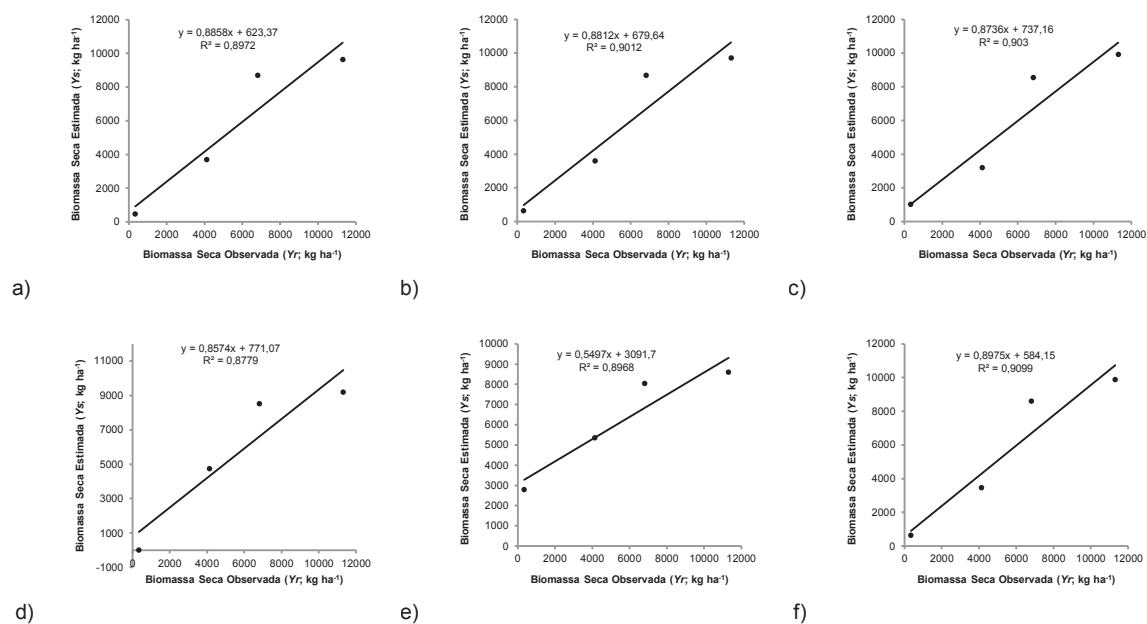 y = 0,8858x + 623,37
R² = 0,8972
12000
10000
8000
6000
4000
2000
0
Biomassa Seca Estimada (Ys; kg ha⁻¹)
0 2000 4000 6000 8000 10000 12000
Biomassa Seca Observada (Yr; kg ha⁻¹)
a)
y = 0,8812x + 679,64
R² = 0,9012
12000
10000
8000
6000
4000
2000
0
Biomassa Seca Estimada (Ys; kg ha⁻¹)
0 2000 4000 6000 8000 10000 12000
Biomassa Seca Observada (Yr; kg ha⁻¹)
b)
y = 0,8736x + 737,16
R² = 0,903
12000
10000
8000
6000
4000
2000
0
Biomassa Seca Estimada (Ys; kg ha⁻¹)
0 2000 4000 6000 8000 10000 12000
Biomassa Seca Observada (Yr; kg ha⁻¹)
c)
y = 0,8574x + 771,07
R² = 0,8779
11000
9000
7000
5000
3000
1000
-1000
Biomassa Seca Estimada (Ys; kg ha⁻¹)
0 2000 4000 6000 8000 10000 12000
Biomassa Seca Observada (Yr; kg ha⁻¹)
d)
y = 0,5497x + 3091,7
R² = 0,8968
10000
9000
8000
7000
6000
5000
4000
3000
2000
1000
0
Biomassa Seca Estimada (Ys; kg ha⁻¹)
0 2000 4000 6000 8000 10000 12000
Biomassa Seca Observada (Yr; kg ha⁻¹)
e)
y = 0,8975x + 584,15
R² = 0,9099
12000
10000
8000
6000
4000
2000
0
Biomassa Seca Estimada (Ys; kg ha⁻¹)
0 2000 4000 6000 8000 10000 12000
Biomassa Seca Observada (Yr; kg ha⁻¹)
f)